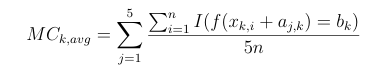 $MC_{k,avg} = \sum_{j=1}^{5} \frac{\sum_{i=1}^{n} I(f(x_{k,i} + a_{j,k}) = b_k)}{5n}$